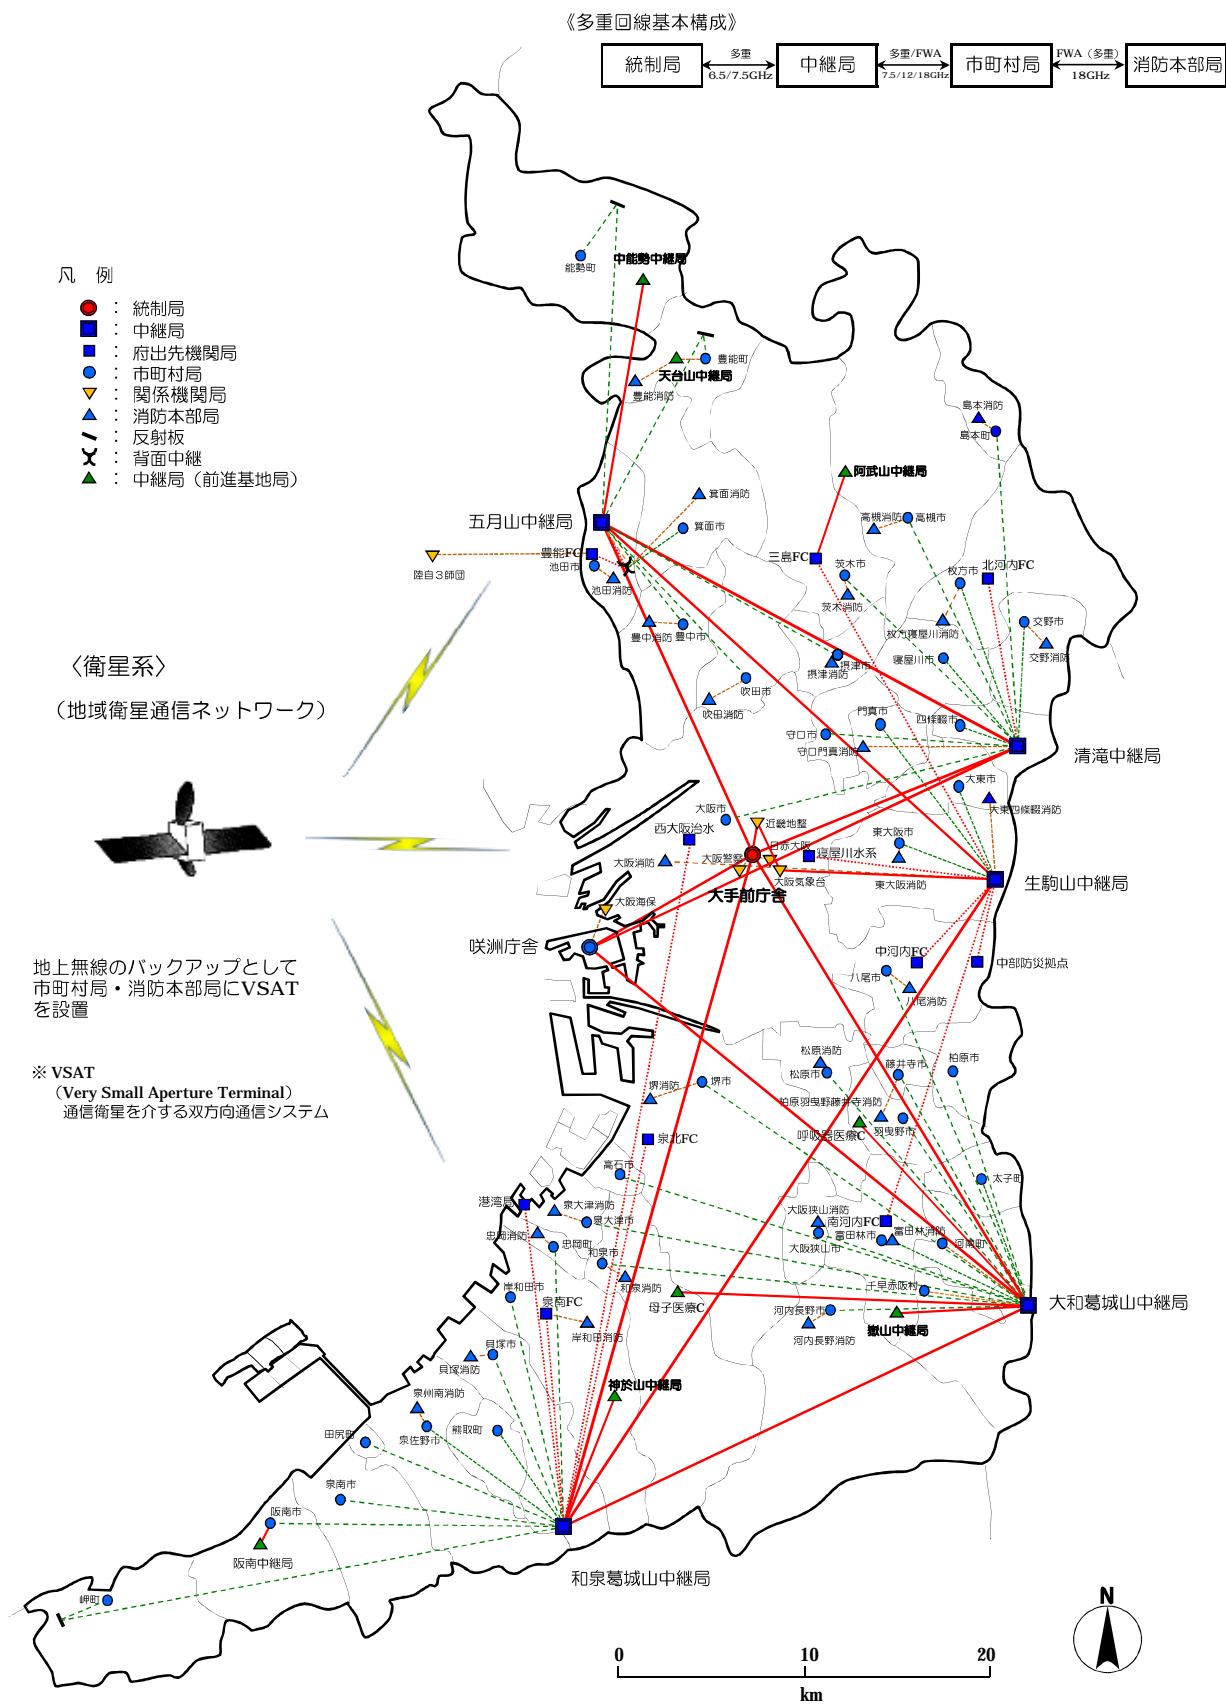 《多重回線基本構成》
統制局
多重
6.5/7.5GHz
中継局
多重/FWA
7.5/12/18GHz
市町村局
FWA（多重）
18GHz
消防本部局
凡　例
： 統制局
： 中継局
： 府出先機関局
： 市町村局
： 関係機関局
： 消防本部局
： 反射板
： 背面中継
： 中継局（前進基地局）
能勢町
中能勢中継局
豊能町
天台山中継局
豊能消防
島本消防
島本町
阿武山中継局
箕面消防
箕面市
高槻消防
高槻市
五月山中継局
豊能FC
池田市
池田消防
陸自３師団
三島FC
茨木市
茨木消防
枚方市
北河内FC
枚方寝屋川消防
交野市
交野消防
豊中消防
豊中市
摂津市
摂津消防
寝屋川市
吹田市
吹田消防
門真市
四條畷市
守口市
守口門真消防
清滝中継局
〈衛星系〉
（地域衛星通信ネットワーク）
大東市
大東四條畷消防
大阪市
近畿地整
西大阪治水
東大阪市
大阪消防
大阪警察
日赤大阪
寝屋川水系
大阪気象台
東大阪消防
生駒山中継局
大手前庁舎
大阪海保
咲洲庁舎
中河内FC
八尾市
中部防災拠点
八尾消防
地上無線のバックアップとして
市町村局・消防本部局にVSAT
を設置
※ VSAT
（Very Small Aperture Terminal）
通信衛星を介する双方向通信システム
松原消防
松原市
藤井寺市
柏原市
堺消防
堺市
柏原羽曳野藤井寺消防
羽曳野市
呼吸器医療C
泉北FC
高石市
太子町
港湾局
泉大津消防
泉大津市
大阪狭山消防
南河内FC
大阪狭山市
富田林市
富田林消防
河南町
忠岡消防
忠岡町
和泉市
和泉消防
岸和田市
千早赤阪村
母子医療C
大和葛城山中継局
泉南FC
岸和田消防
河内長野市
河内長野消防
嶽山中継局
貝塚市
貝塚消防
神於山中継局
泉州南消防
泉佐野市
熊取町
田尻町
泉南市
阪南市
阪南中継局
和泉葛城山中継局
岬町
N
0
10
20
km